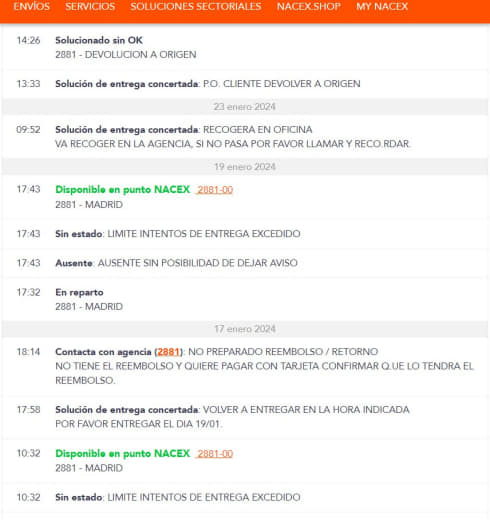 ENVÍOS SERVICIOS SOLUCIONES SECTORIALES NACEX.SHOP MY NACEX
14:26 Solucionado sin OK
2881 - DEVOLUCION A ORIGEN
13:33 Solución de entrega concertada: P.O. CLIENTE DEVOLVER A ORIGEN
23 enero 2024
09:52 Solución de entrega concertada: RECOGERA EN OFICINA
VA RECOGER EN LA AGENCIA, SI NO PASA POR FAVOR LLAMAR Y RECO.RDAR.
19 enero 2024
17:43 Disponible en punto NACEX 2881-00
2881 - MADRID
17:43 Sin estado: LIMITE INTENTOS DE ENTREGA EXCEDIDO
17:43 Ausente: AUSENTE SIN POSIBILIDAD DE DEJAR AVISO
17:32 En reparto
2881 - MADRID
17 enero 2024
18:14 Contacta con agencia (2881): NO PREPARADO REEMBOLSO / RETORNO
NO TIENE EL REEMBOLSO Y QUIERE PAGAR CON TARJETA CONFIRMAR Q.UE LO TENDRA EL
REEMBOLSO.
17:58 Solución de entrega concertada: VOLVER A ENTREGAR EN LA HORA INDICADA
POR FAVOR ENTREGAR EL DIA 19/01.
10:32 Disponible en punto NACEX 2881-00
2881 - MADRID
10:32 Sin estado: LIMITE INTENTOS DE ENTREGA EXCEDIDO